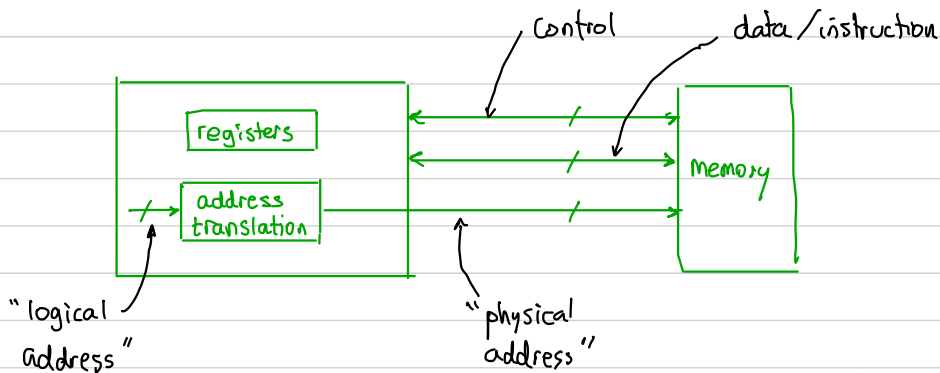 control
data/instruction
registers
memory
address
translation
"logical
address"
"physical
address"